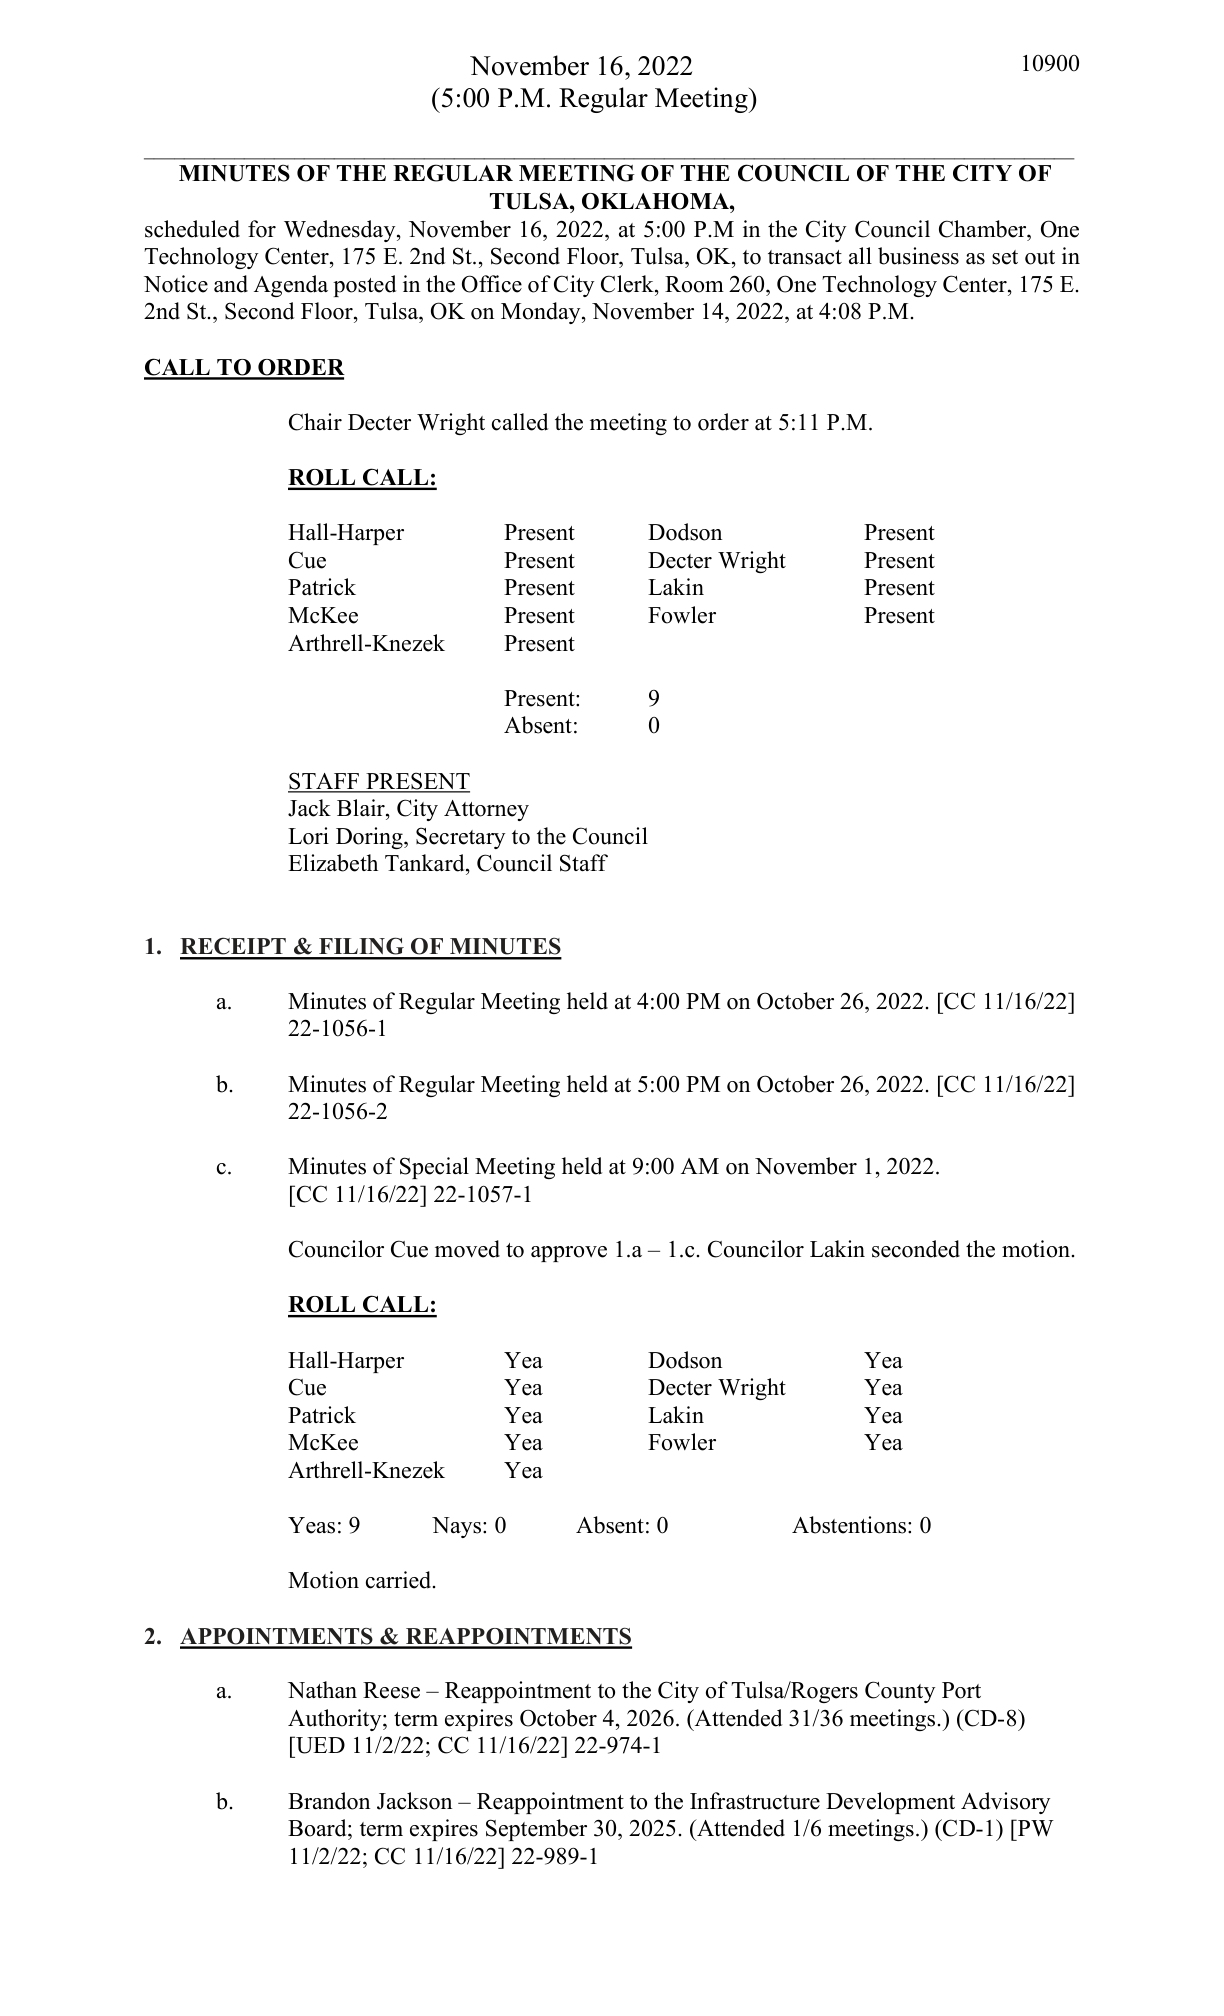 November 16, 2022
10900
(5:00 P.M. Regular Meeting)
MINUTES OF THE REGULAR MEETING OF THE COUNCIL OF THE CITY OF
TULSA, OKLAHOMA,
scheduled for Wednesday, November 16, 2022, at 5:00 P.M in the City Council Chamber, One
Technology Center, 175 E. 2nd St., Second Floor, Tulsa, OK, to transact all business as set out in
Notice and Agenda posted in the Office of City Clerk, Room 260, One Technology Center, 175 E.
2nd St., Second Floor, Tulsa, OK on Monday, November 14, 2022, at 4:08 P.M.
CALL TO ORDER
Chair Decter Wright called the meeting to order at 5:11 P.M.
ROLL CALL:
Hall-Harper Present Dodson Present
Cue Present Decter Wright Present
Patrick Present Lakin Present
McKee Present Fowler Present
Arthrell-Knezek Present
Present: 9
Absent: 0
STAFF PRESENT
Jack Blair, City Attorney
Lori Doring, Secretary to the Council
Elizabeth Tankard, Council Staff
1. RECEIPT & FILING OF MINUTES
a. Minutes of Regular Meeting held at 4:00 PM on October 26, 2022. [CC 11/16/22]
22-1056-1
b. Minutes of Regular Meeting held at 5:00 PM on October 26, 2022. [CC 11/16/22]
22-1056-2
c. Minutes of Special Meeting held at 9:00 AM on November 1, 2022.
[CC 11/16/22] 22-1057-1
Councilor Cue moved to approve 1.a – 1.c. Councilor Lakin seconded the motion.
ROLL CALL:
Hall-Harper Yea Dodson Yea
Cue Yea Decter Wright Yea
Patrick Yea Lakin Yea
McKee Yea Fowler Yea
Arthrell-Knezek Yea
Yeas: 9 Nays: 0 Absent: 0 Abstentions: 0
Motion carried.
2. APPOINTMENTS & REAPPOINTMENTS
a. Nathan Reese – Reappointment to the City of Tulsa/Rogers County Port
Authority; term expires October 4, 2026. (Attended 31/36 meetings.) (CD-8)
[UED 11/2/22; CC 11/16/22] 22-974-1
b. Brandon Jackson – Reappointment to the Infrastructure Development Advisory
Board; term expires September 30, 2025. (Attended 1/6 meetings.) (CD-1) [PW
11/2/22; CC 11/16/22] 22-989-1